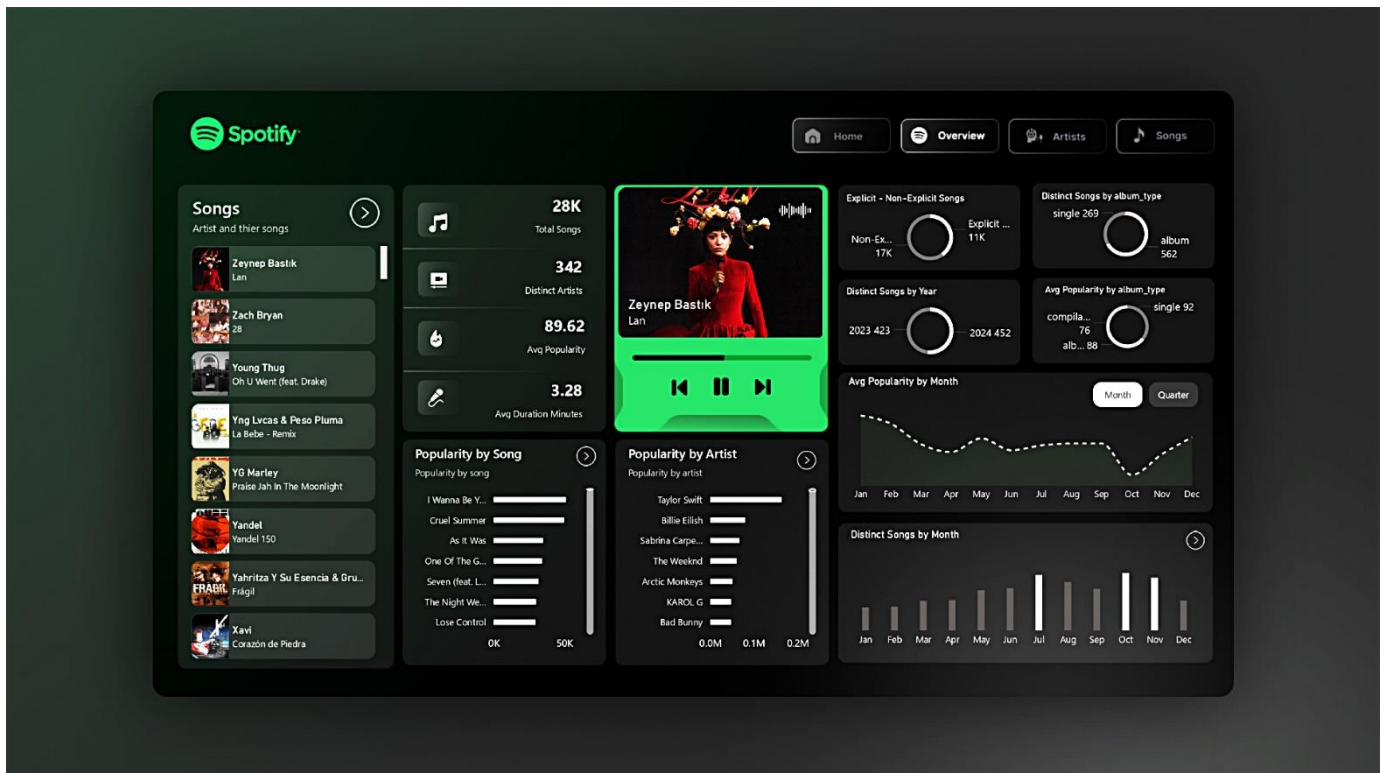 Spotify
Home
Overview
Artists
Songs
Songs
Artist and thier songs
Zeynep Bastık
Lan
Zach Bryan
28
Young Thug
Oh U Went (feat. Drake)
Yng Lvcas & Peso Pluma
La Bebe - Remix
YG Marley
Praise Jah In The Moonlight
Yandel
Yandel 150
FRÁGIL
Yahritza Y Su Esencia & Gru...
Frágil
Xavi
Corazón de Piedra
28K
Total Songs
342
Distinct Artists
89.62
Avg Popularity
3.28
Avg Duration Minutes
Zeynep Bastık
Lan
Explicit - Non-Explicit Songs
Explicit ...
11K
Non-Ex...
17K
Distinct Songs by album_type
single 269
album
562
Distinct Songs by Year
2023 423
2024 452
Avg Popularity by album_type
single 92
compila...
76
alb... 88
Popularity by Song
Popularity by song
I Wanna Be Y...
Cruel Summer
As It Was
One Of The G...
Seven (feat. L...
The Night We...
Lose Control
0K 50K
Popularity by Artist
Popularity by artist
Taylor Swift
Billie Eilish
Sabrina Carpe...
The Weeknd
Arctic Monkeys
KAROL G
Bad Bunny
0.0M 0.1M 0.2M
Avg Popularity by Month
Month
Quarter
Jan Feb Mar Apr May Jun Jul Aug Sep Oct Nov Dec
Distinct Songs by Month
Jan Feb Mar Apr May Jun Jul Aug Sep Oct Nov Dec